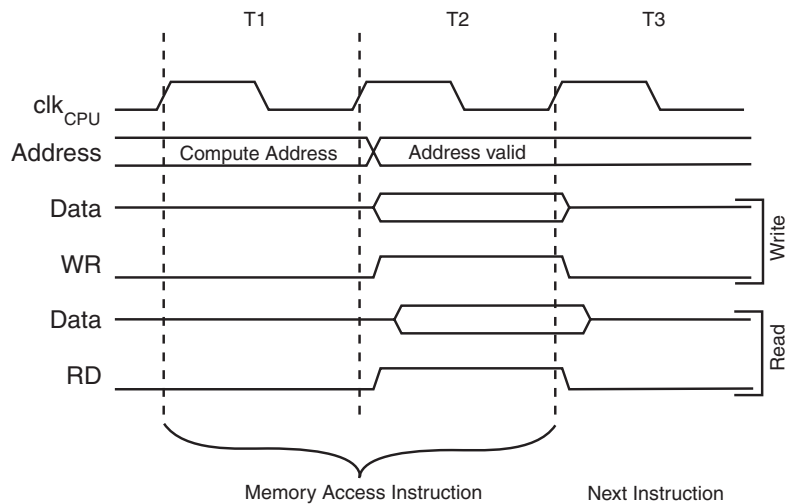 T1 T2 T3
clkCPU
Address Compute Address Address valid
Data
WR
Write
Data
RD
Read
Memory Access Instruction Next Instruction